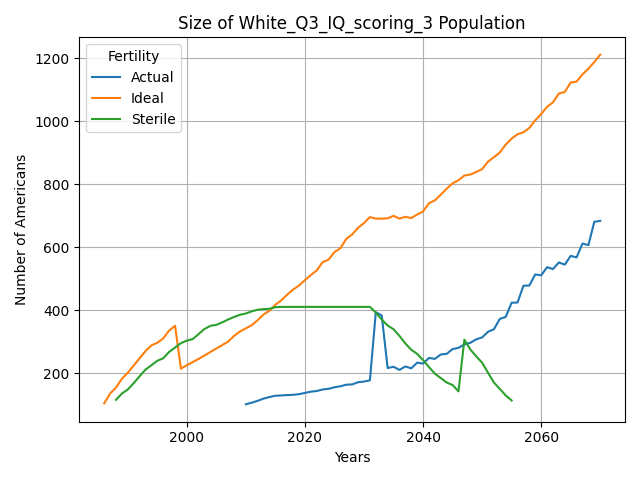 Size of White_Q3_IQ_scoring_3 Population
Fertility
Actual
Ideal
Sterile
Number of Americans
1200
1000
800
600
400
200
2000
2020
2040
2060
Years